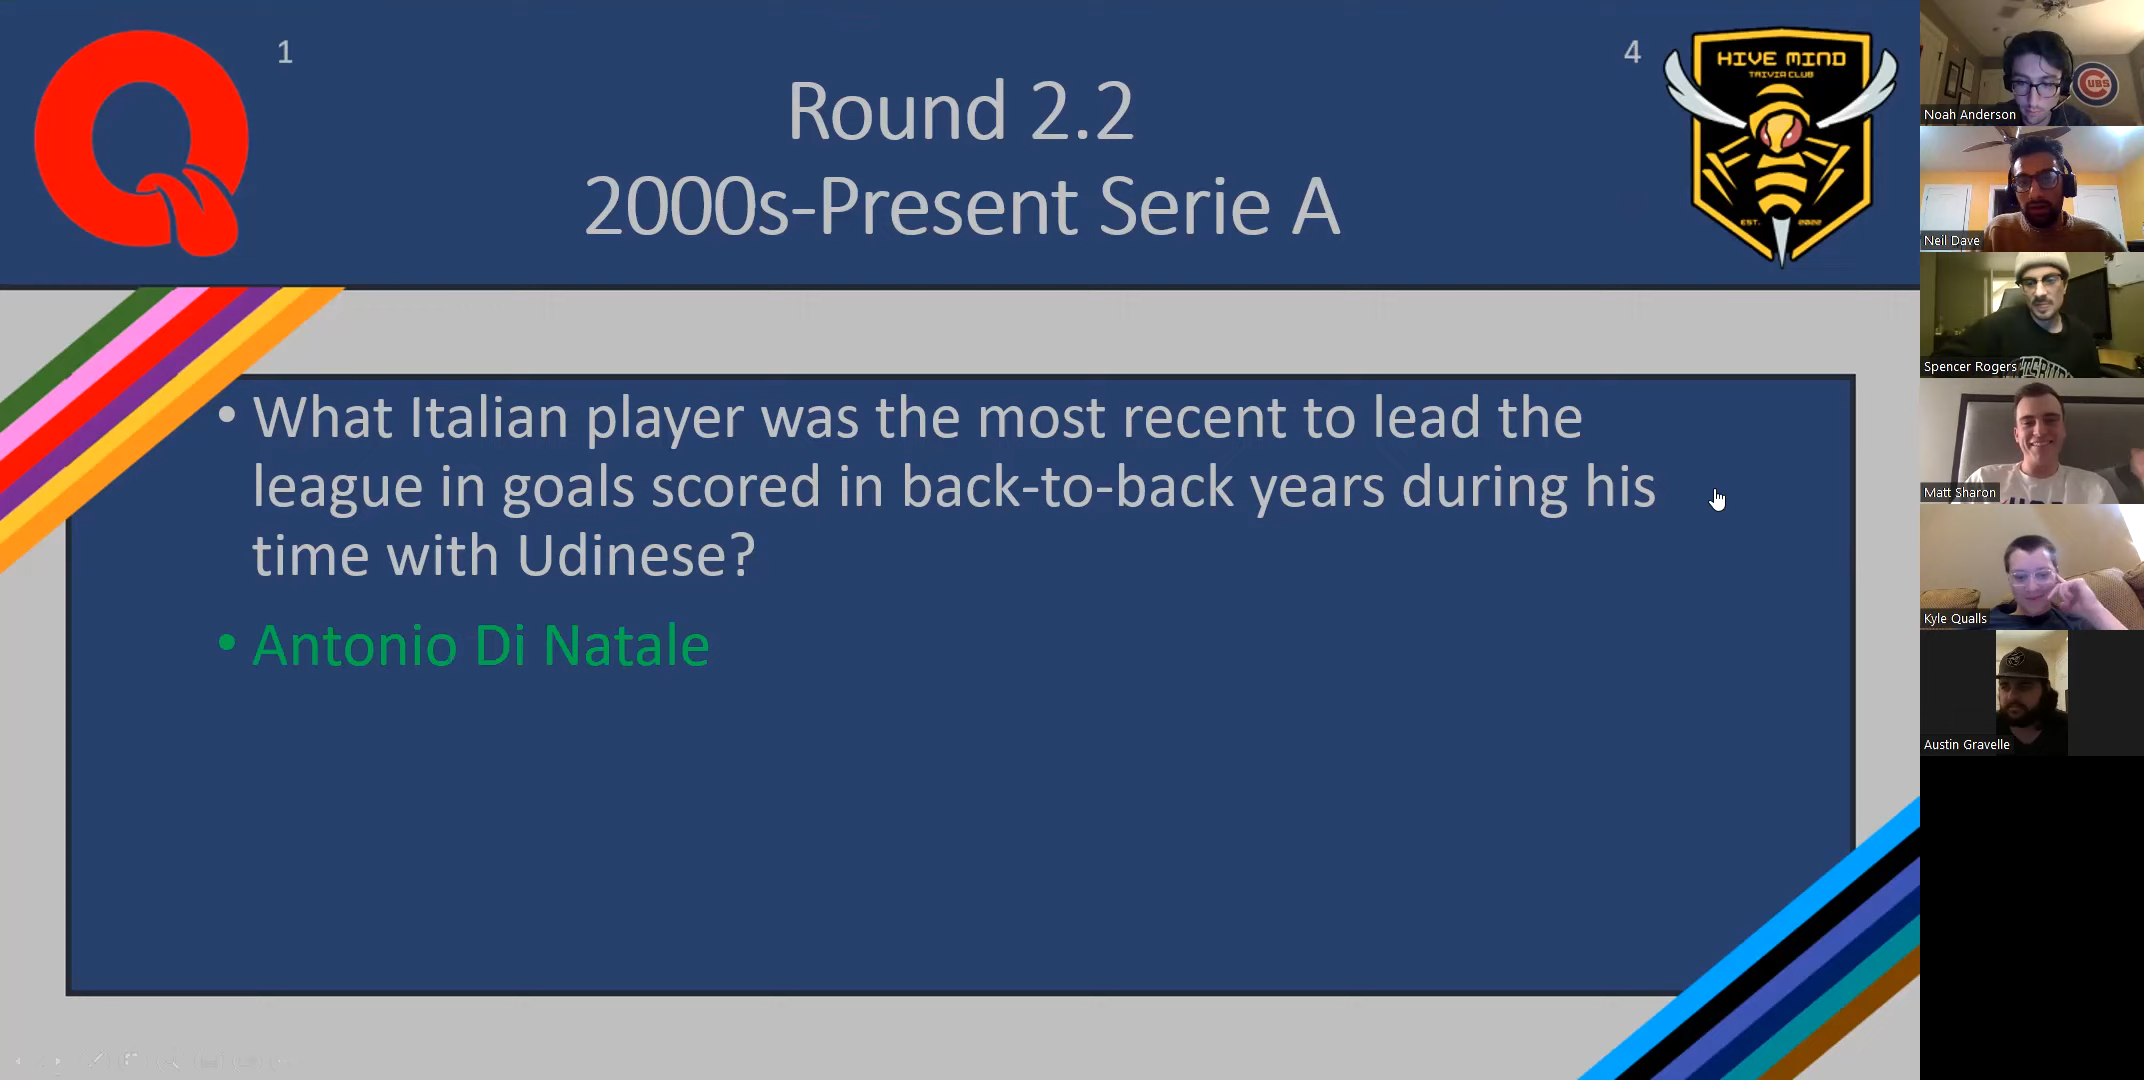 1
4
Round 2.2
2000s-Present Serie A
HIVE MIND
TRIVIA CLUB
EST. 2022
• What Italian player was the most recent to lead the
league in goals scored in back-to-back years during his
time with Udinese?
• Antonio Di Natale
CUBS
Noah Anderson
Neil Dave
Spencer Rogers
Matt Sharon
Kyle Qualls
Austin Gravelle